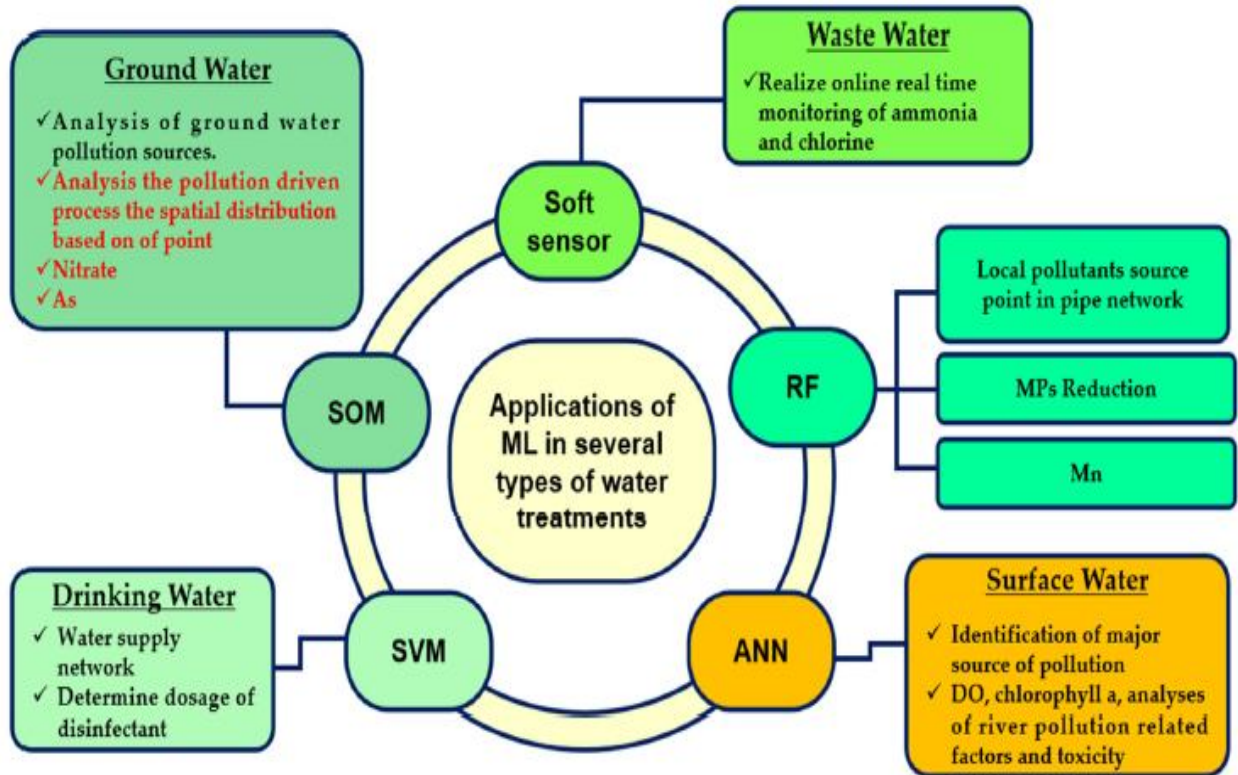 Ground Water
✓Analysis of ground water
pollution sources.
✓Analysis the pollution driven
process the spatial distribution
based on of point
✓Nitrate
✓As
Waste Water
✓Realize online real time
monitoring of ammonia
and chlorine
Soft
sensor
Local pollutants source
point in pipe network
MPs Reduction
Mn
RF
SOM
Applications of
ML in several
types of water
treatments
Drinking Water
✓ Water supply
network
✓ Determine dosage of
disinfectant
SVM
ANN
Surface Water
✓ Identification of major
source of pollution
✓ DO, chlorophyll a, analyses
of river pollution related
factors and toxicity